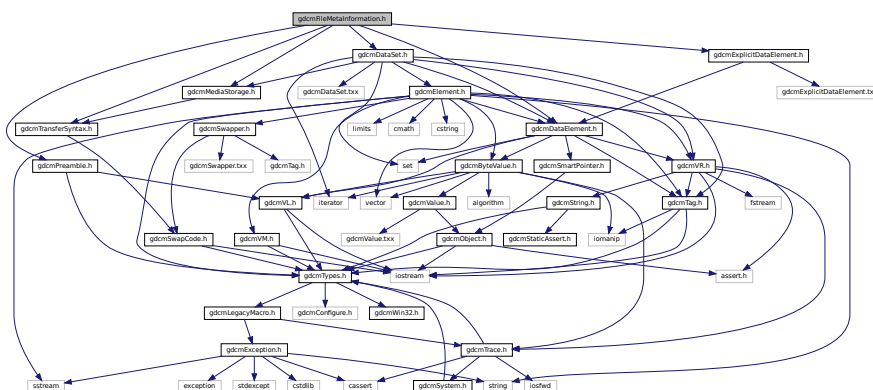 gdcmFileMetaInformation.h
gdcmDataSet.h
gdcmExplicitDataElement.h
gdcmMediaStorage.h
gdcmDataSet.txx
gdcmElement.h
gdcmExplicitDataElement.tx
gdcmTransferSyntax.h
gdcmSwapper.h
limits
cmath
cstring
gdcmDataElement.h
gdcmPreamble.h
gdcmSwapper.txx
gdcmTag.h
set
gdcmByteValue.h
gdcmSmartPointer.h
gdcmVR.h
gdcmVL.h
iterator
vector
gdcmValue.h
algorithm
gdcmString.h
gdcmTag.h
fstream
gdcmSwapCode.h
gdcmVM.h
gdcmValue.txx
gdcmObject.h
gdcmStaticAssert.h
iomanip
gdcmTypes.h
iostream
assert.h
gdcmLegacyMacro.h
gdcmConfigure.h
gdcmWin32.h
gdcmException.h
gdcmTrace.h
sstream
exception
stdexcept
cstdlib
cassert
gdcmSystem.h
string
iosfwd